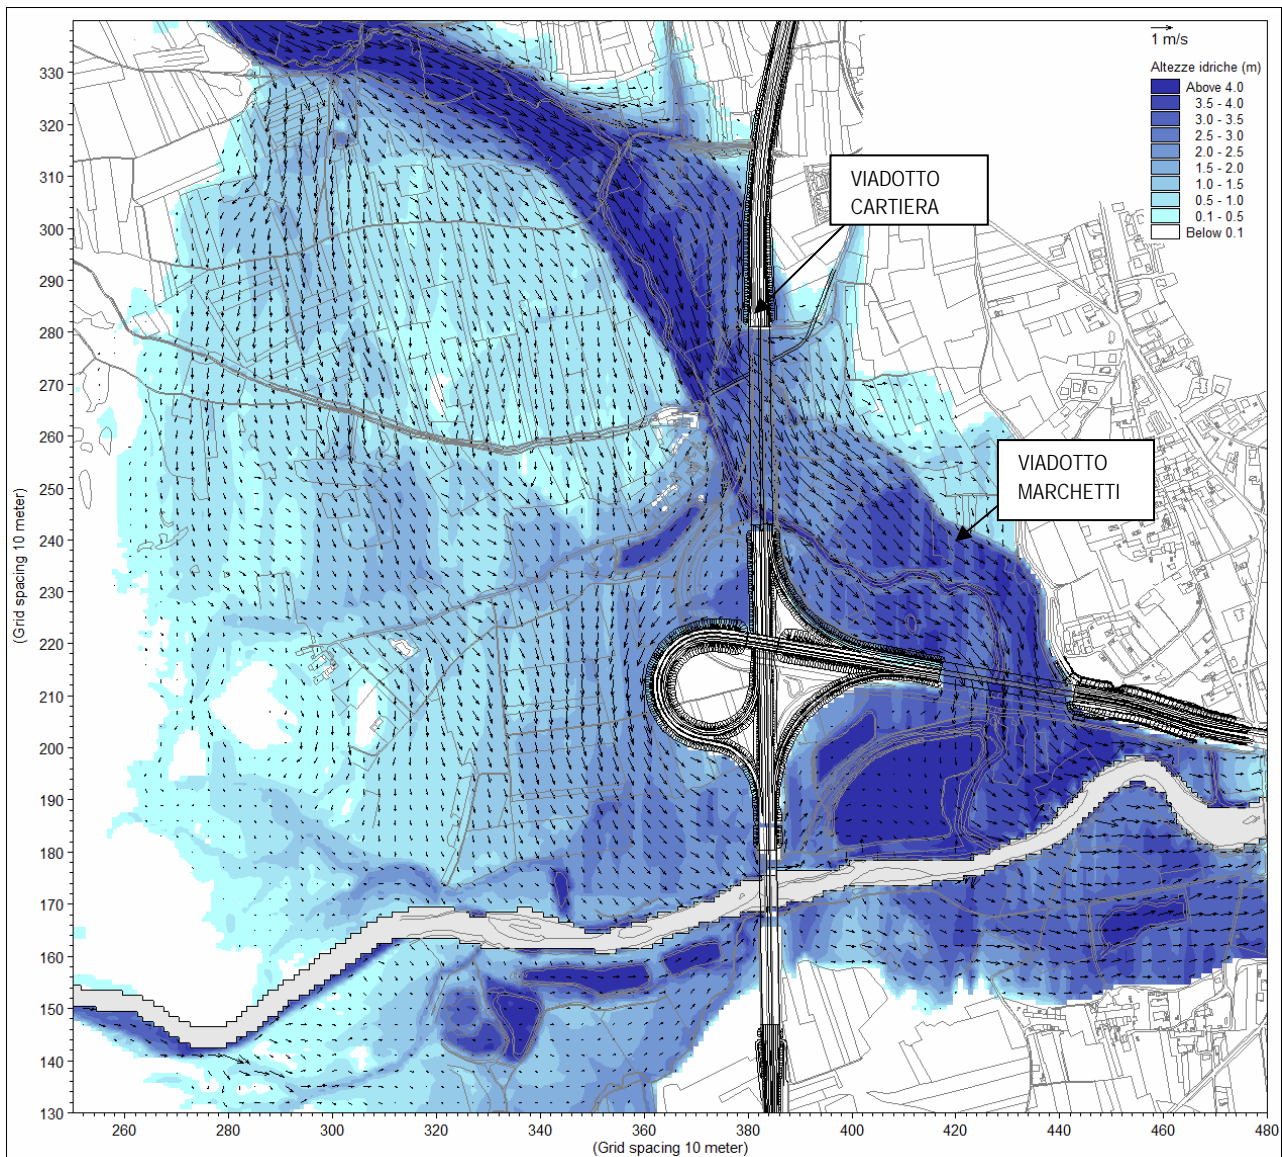 1 m/s
Altezze idriche (m)
Above 4.0
3.5 - 4.0
3.0 - 3.5
2.5 - 3.0
2.0 - 2.5
1.5 - 2.0
1.0 - 1.5
0.5 - 1.0
0.1 - 0.5
Below 0.1
VIADOTTO
CARTIERA
VIADOTTO
MARCHETTI
330
320
310
300
290
280
270
260
250
240
230
220
210
200
190
180
170
160
150
140
130
(Grid spacing 10 meter)
260 280 300 320 340 360 380 400 420 440 460 480
(Grid spacing 10 meter)